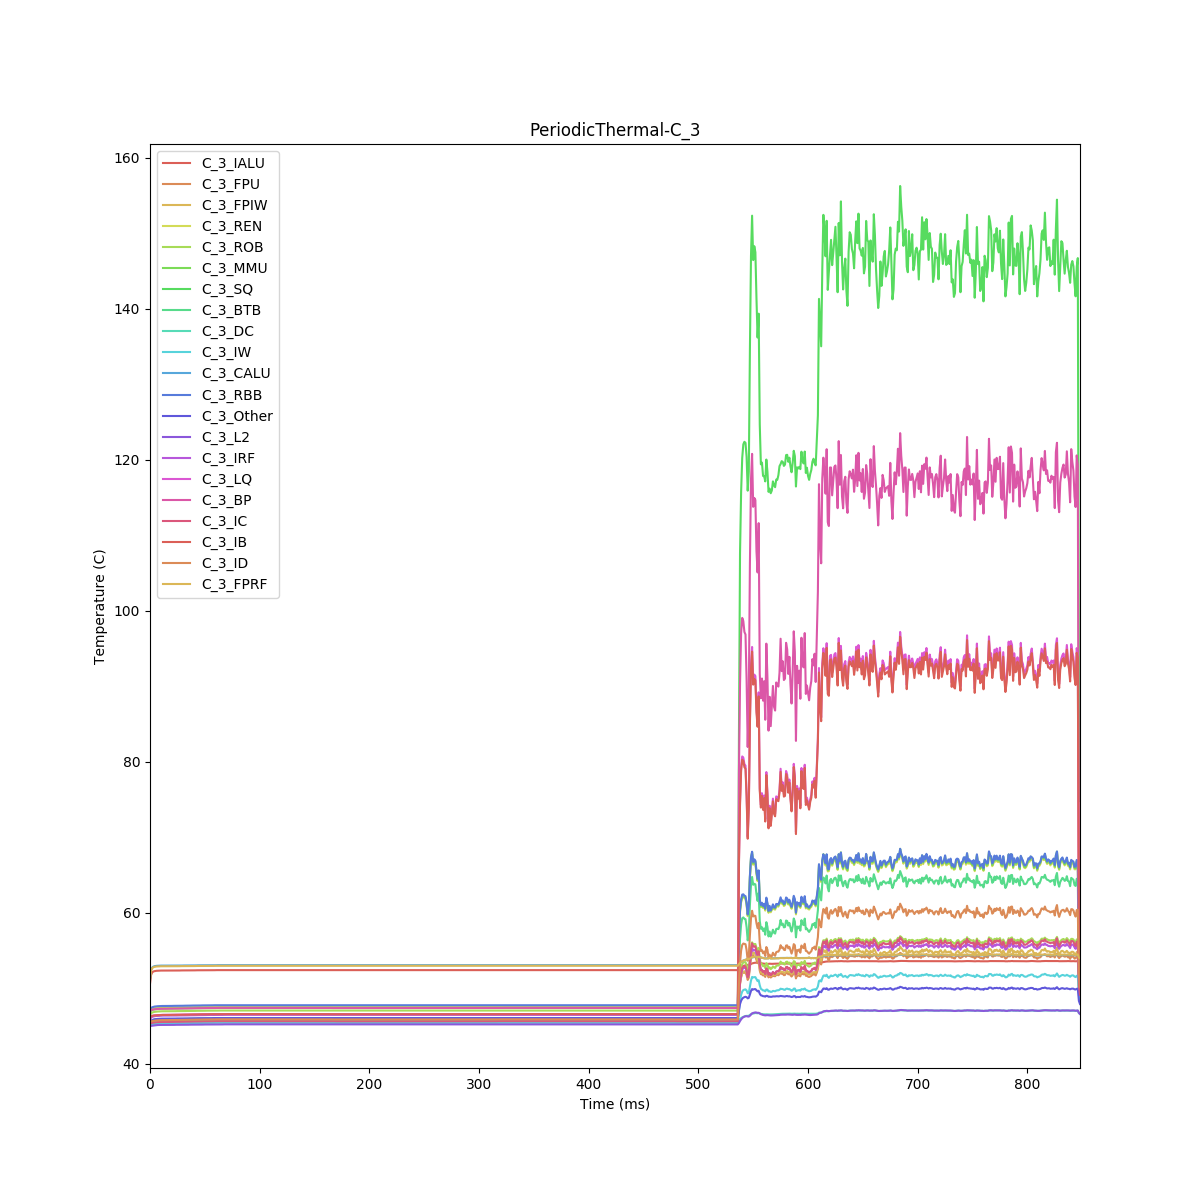 PeriodicThermal-C_3
160
140
120
100
80
60
40
Temperature (C)
C_3_IALU
C_3_FPU
C_3_FPIW
C_3_REN
C_3_ROB
C_3_MMU
C_3_SQ
C_3_BTB
C_3_DC
C_3_IW
C_3_CALU
C_3_RBB
C_3_Other
C_3_L2
C_3_IRF
C_3_LQ
C_3_BP
C_3_IC
C_3_IB
C_3_ID
C_3_FPRF
0 100 200 300 400 500 600 700 800
Time (ms)